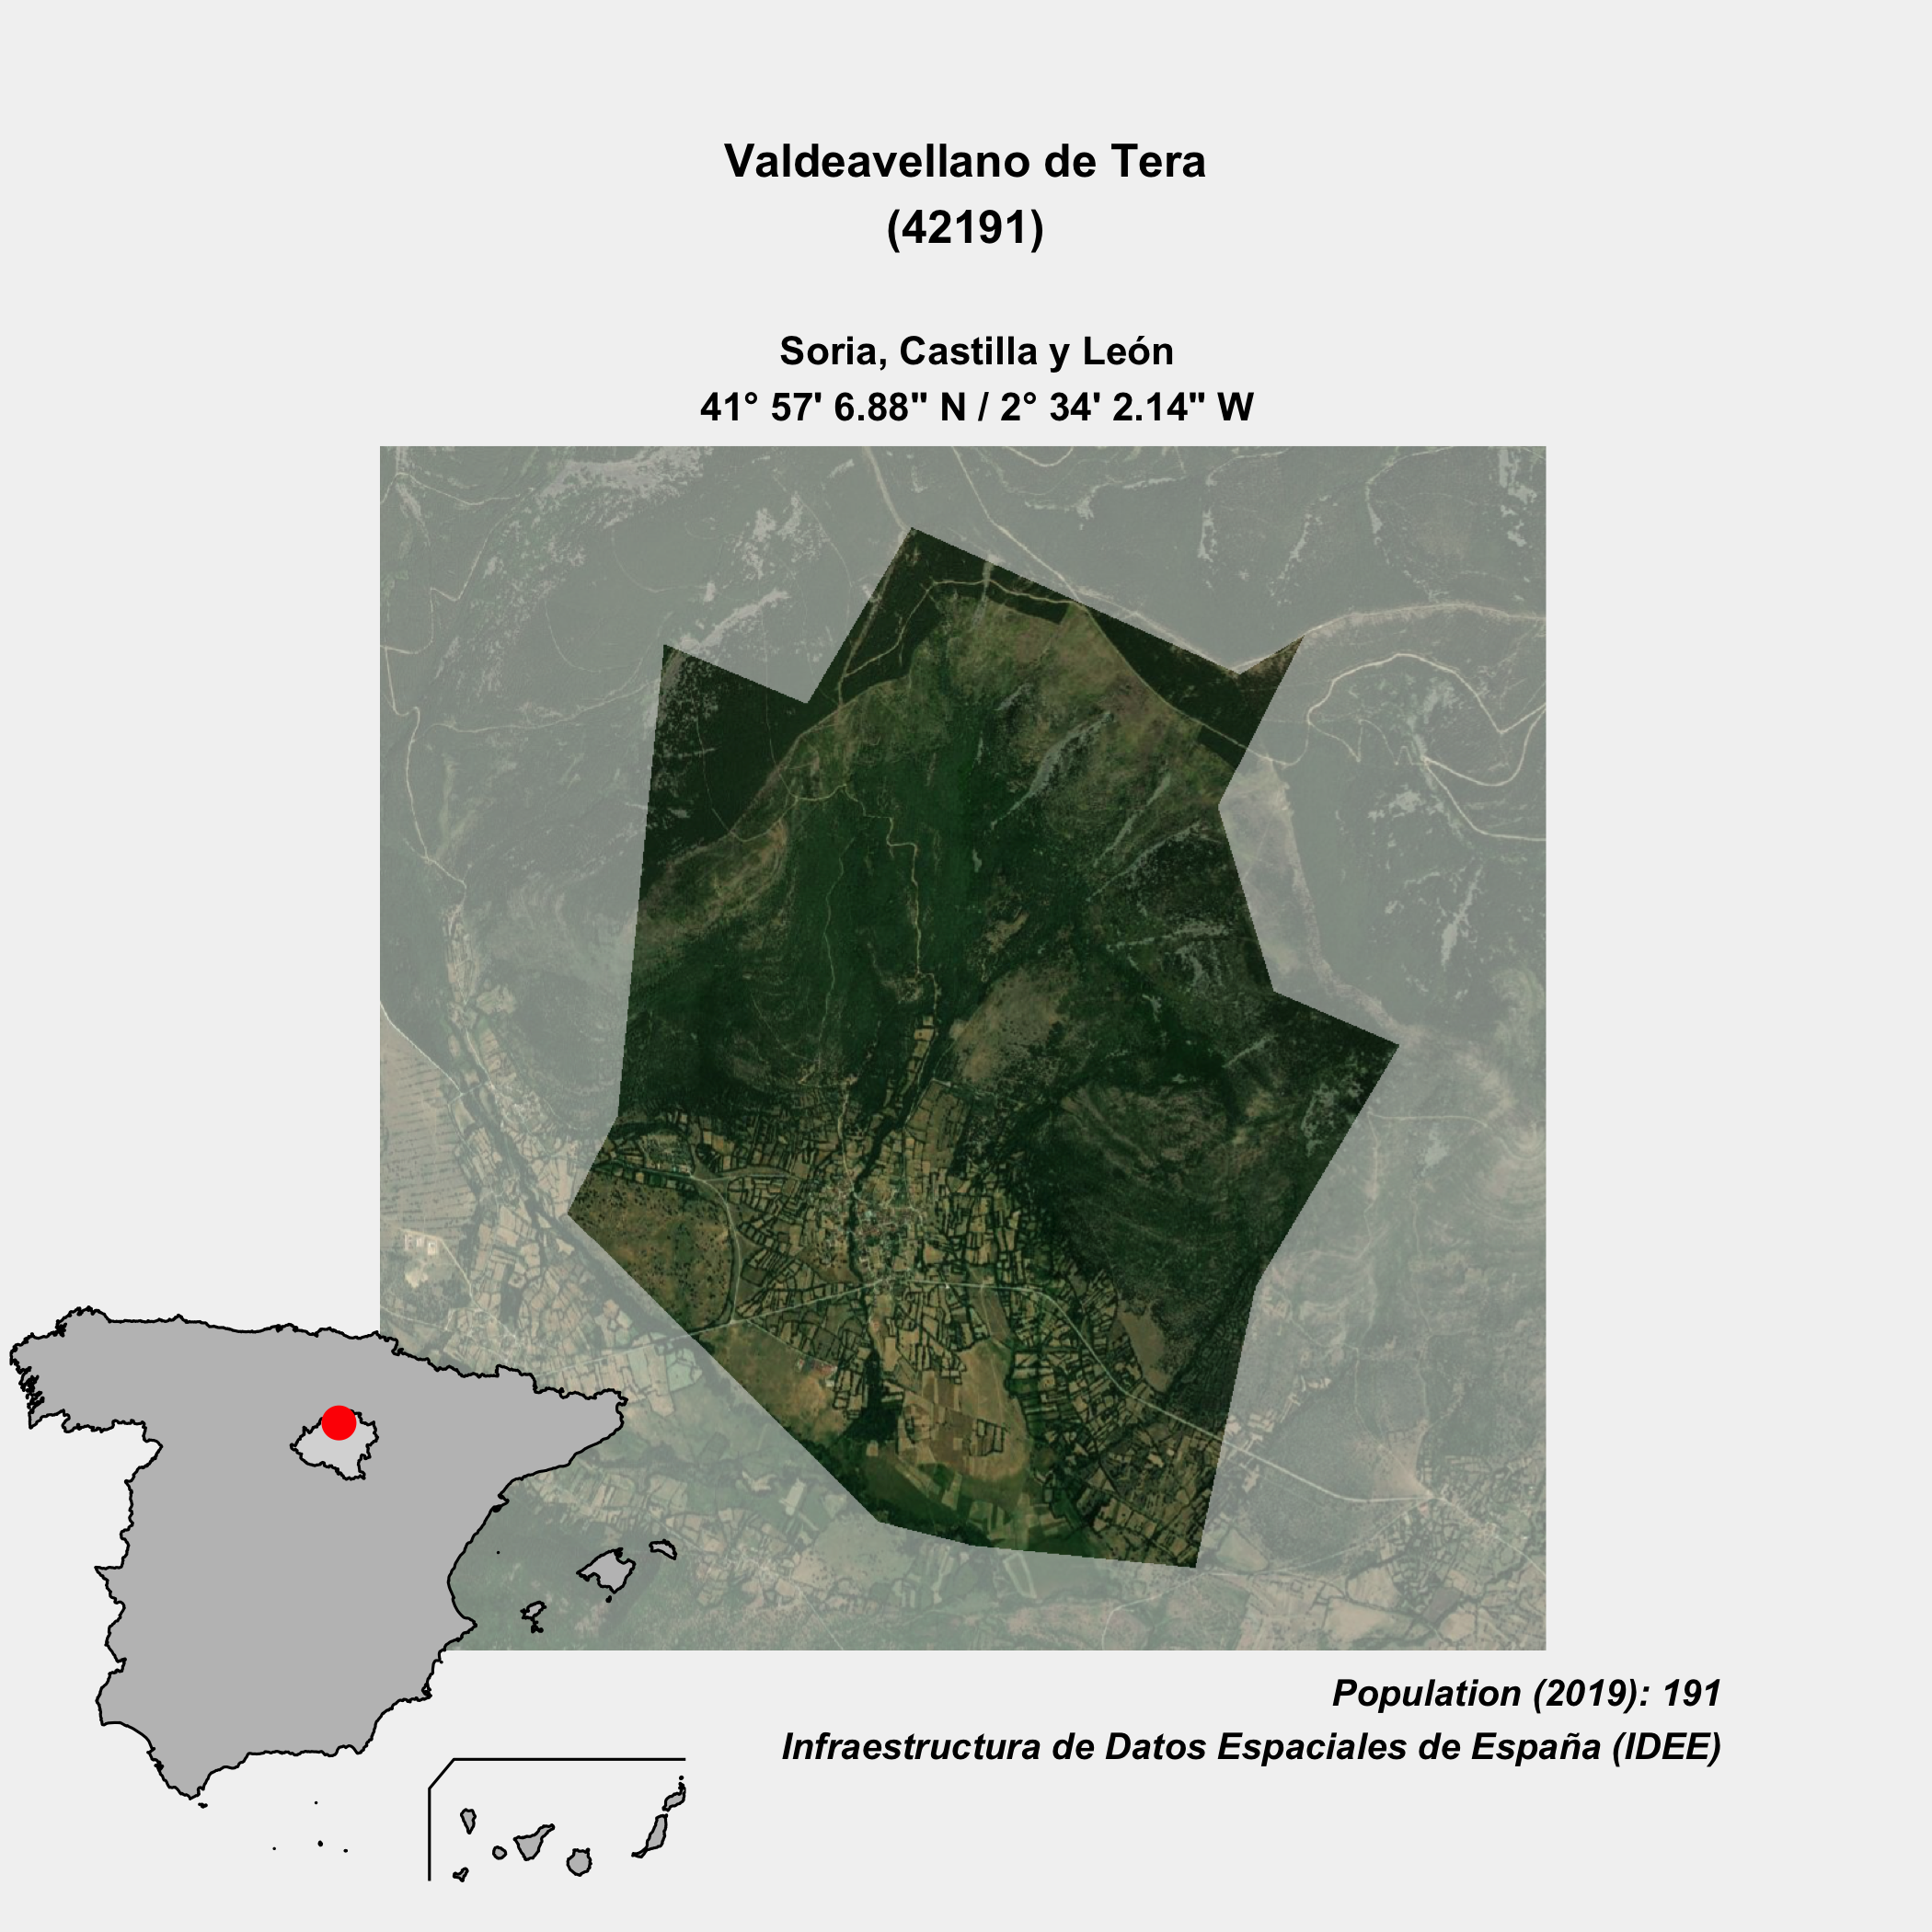 Valdeavellano de Tera
(42191)
Soria, Castilla y León
41° 57' 6.88" N / 2° 34' 2.14" W
Population (2019): 191
Infraestructura de Datos Espaciales de España (IDEE)